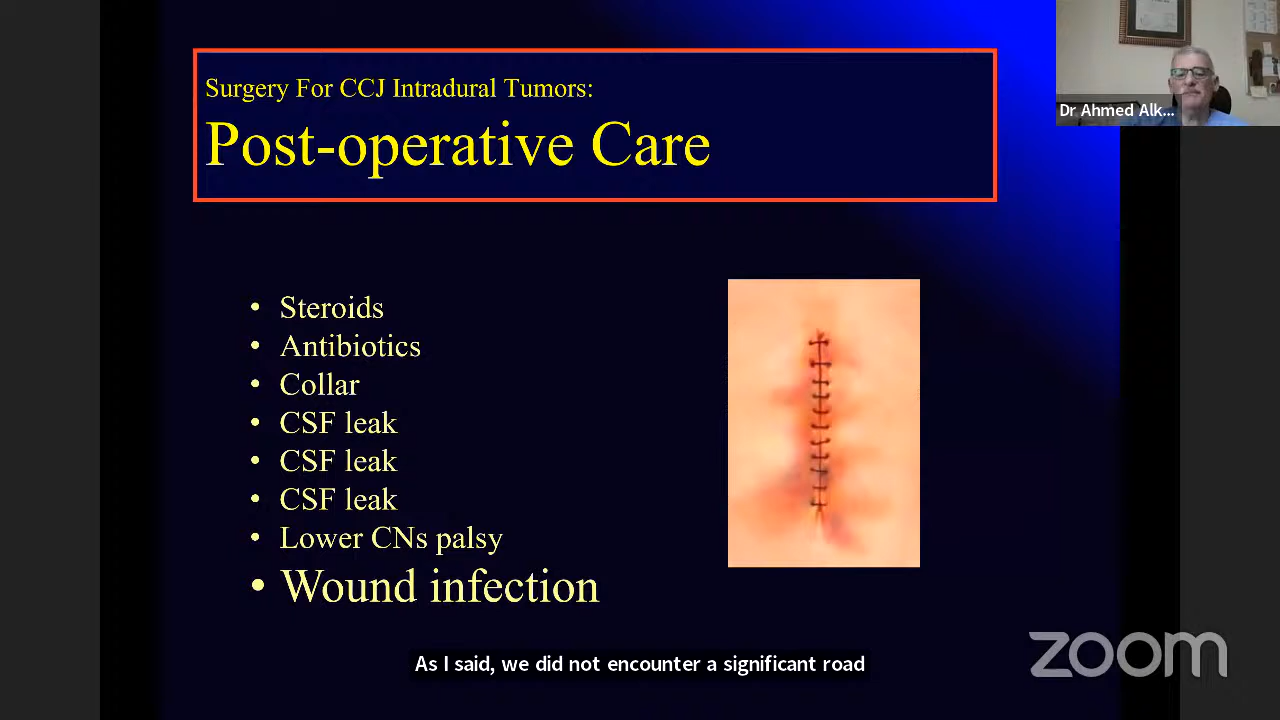 Surgery For CCJ Intradural Tumors:
Post-operative Care
Dr Ahmed Alk...
• Steroids
• Antibiotics
• Collar
• CSF leak
• CSF leak
• CSF leak
• Lower CNs palsy
• Wound infection
As I said, we did not encounter a significant road
zoom